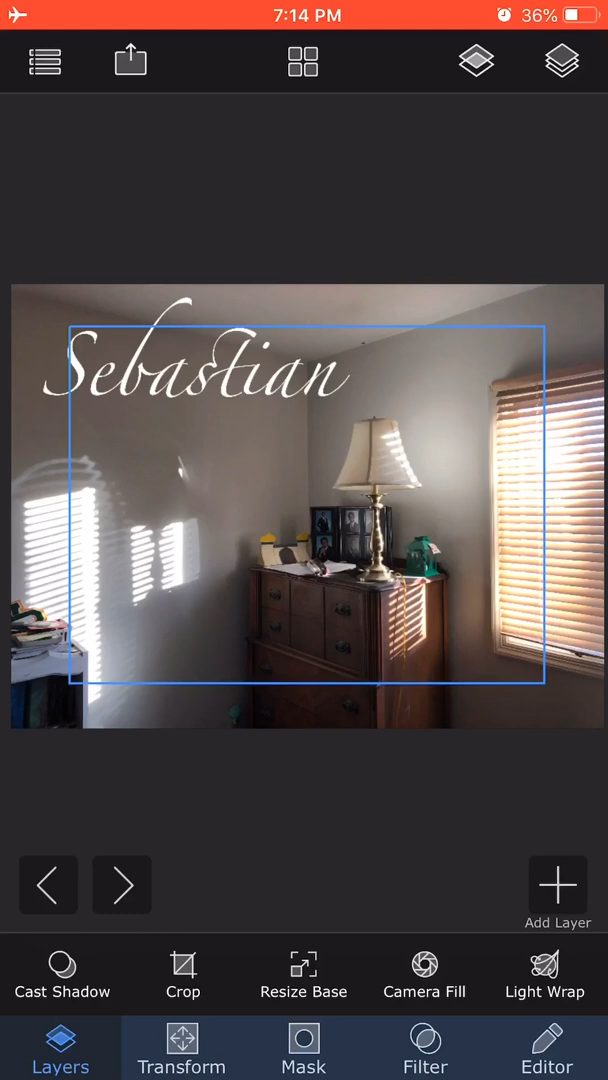 7:14 PM
36%
Sebastian
Add Layer
Cast Shadow
Crop
Resize Base
Camera Fill
Light Wrap
Layers
Transform
Mask
Filter
Editor